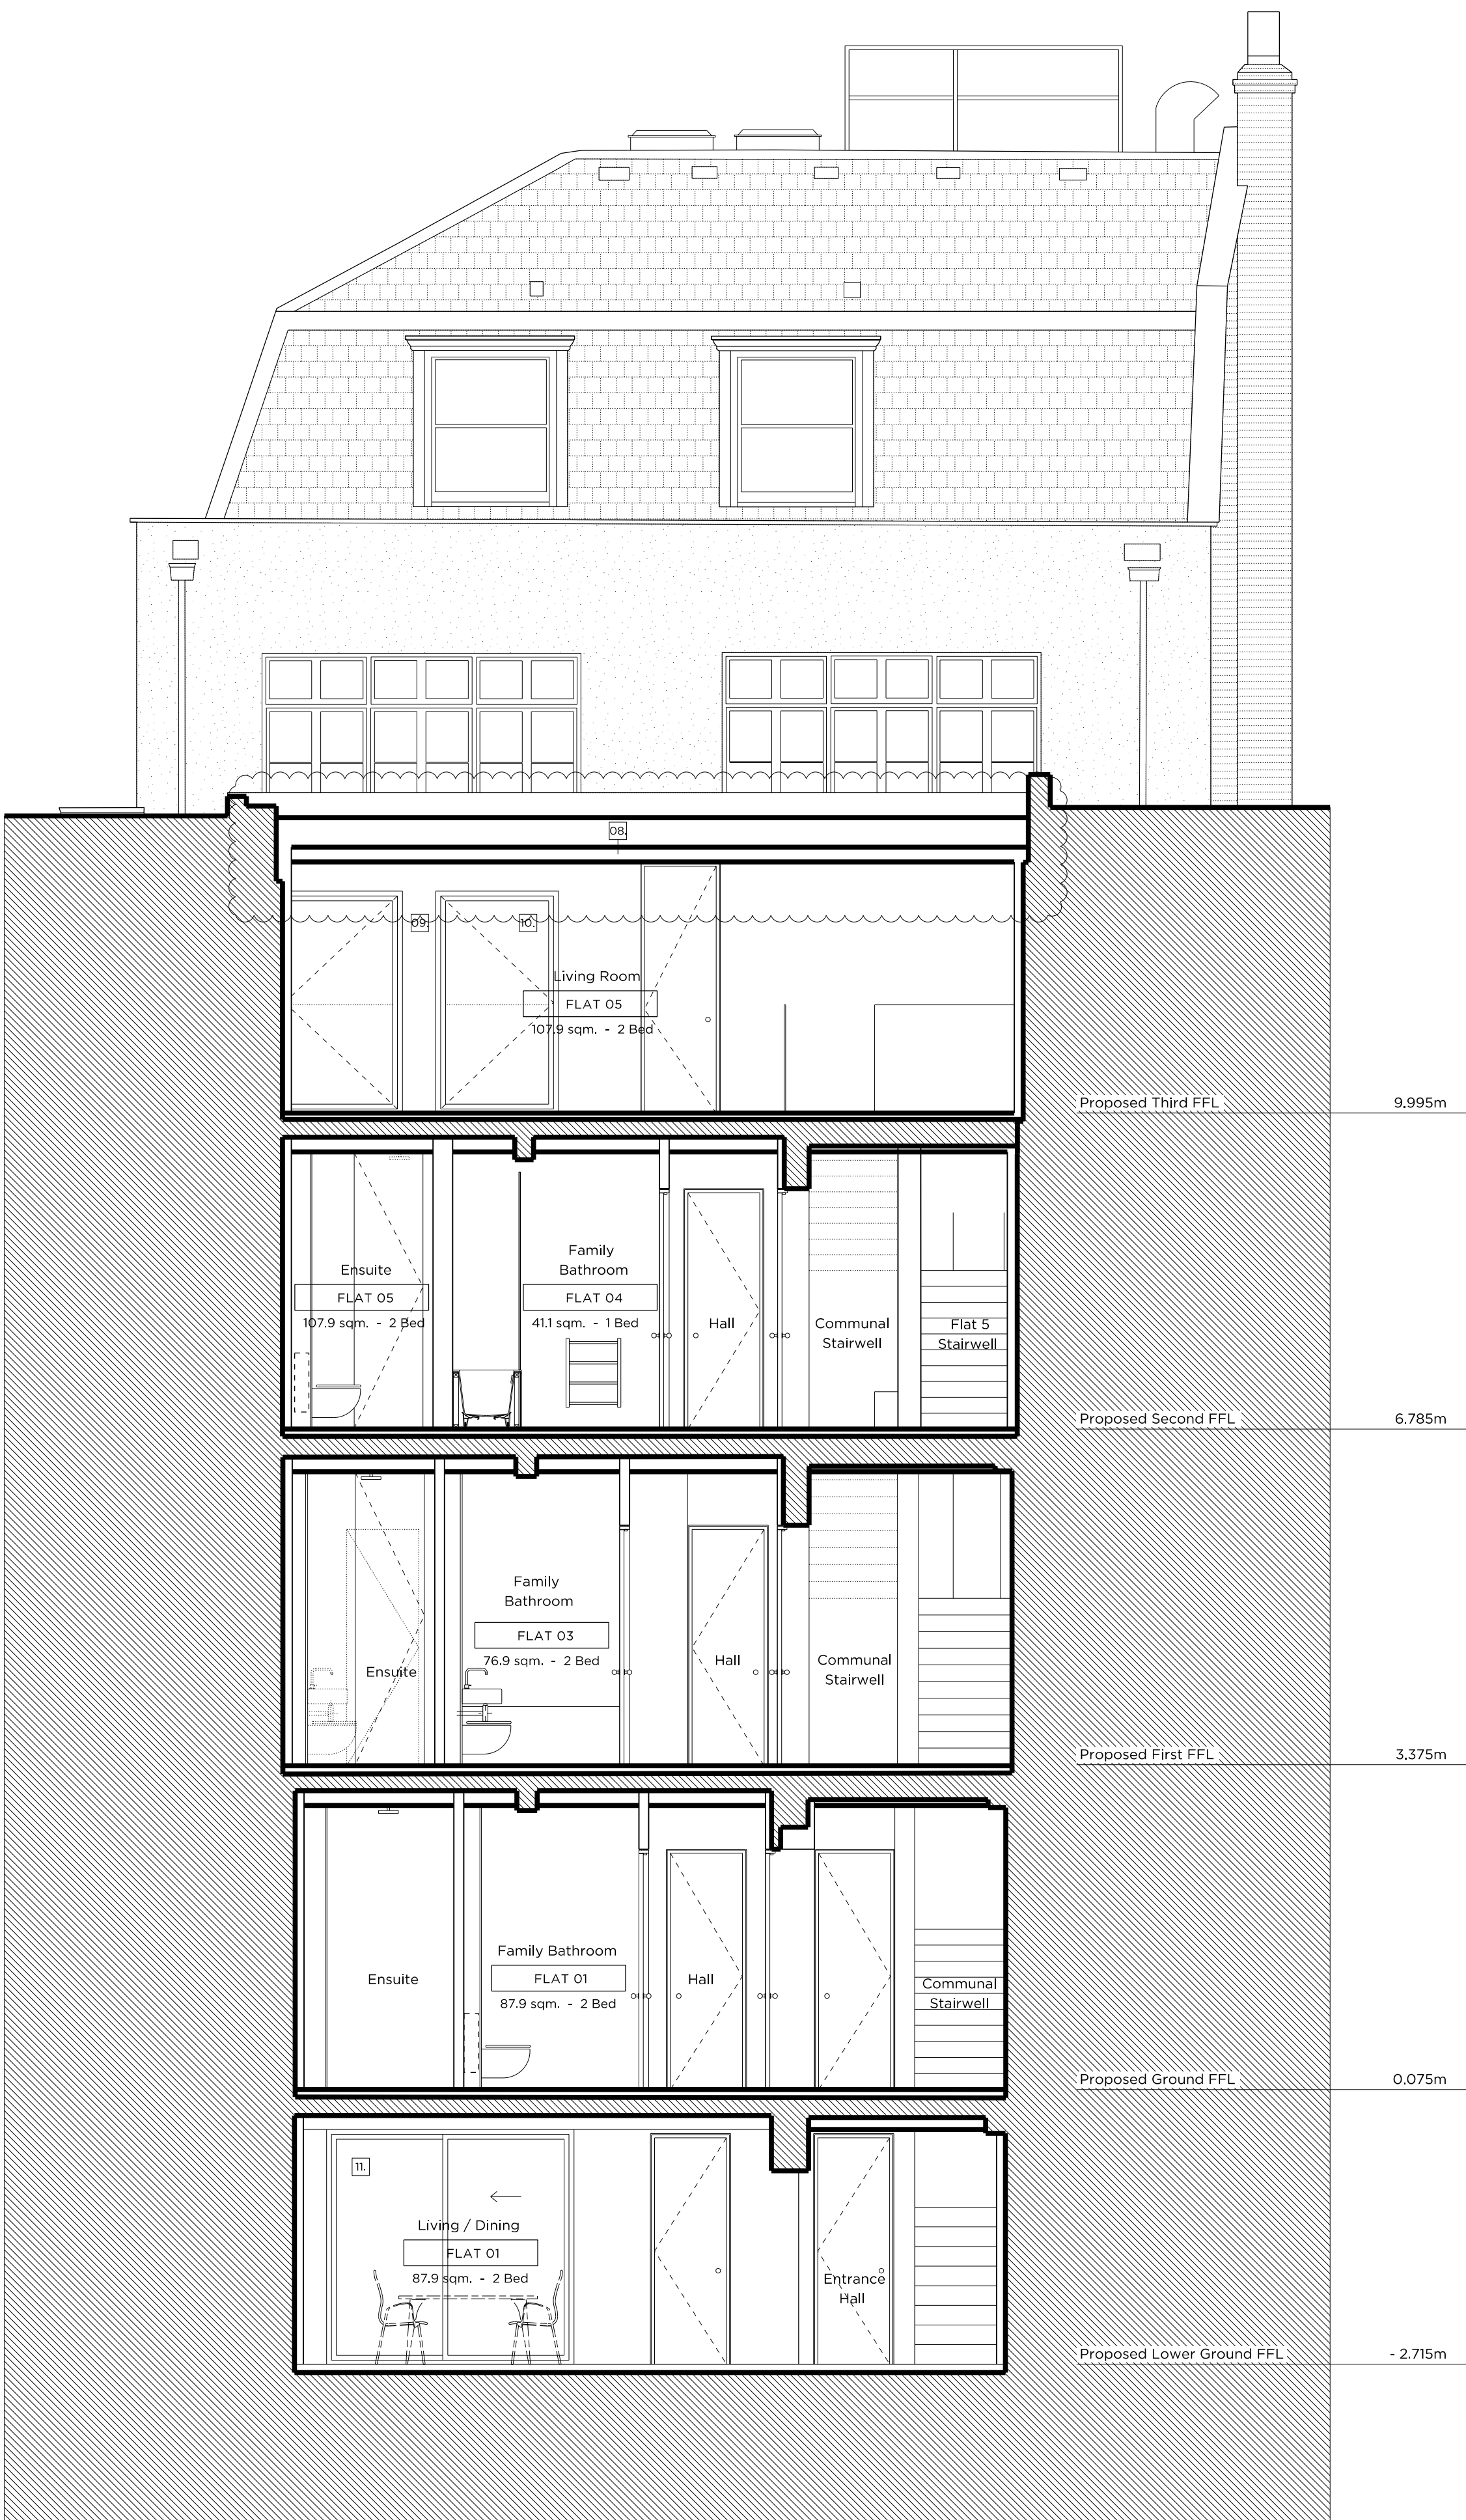 08.
09.
10.
Living Room
FLAT 05
107.9 sqm. - 2 Bed
Proposed Third FFL 9.995m
Ensuite
FLAT 05
107.9 sqm. - 2 Bed
Family
Bathroom
FLAT 04
41.1 sqm. - 1 Bed
Hall
Communal
Stairwell
Flat 5
Stairwell
Proposed Second FFL 6.785m
Ensuite
Family
Bathroom
FLAT 03
76.9 sqm. - 2 Bed
Hall
Communal
Stairwell
Proposed First FFL 3.375m
Ensuite
Family Bathroom
FLAT 01
87.9 sqm. - 2 Bed
Hall
Communal
Stairwell
Proposed Ground FFL 0.075m
11.
Living / Dining
FLAT 01
87.9 sqm. - 2 Bed
Entrance
Hall
Proposed Lower Ground FFL - 2.715m